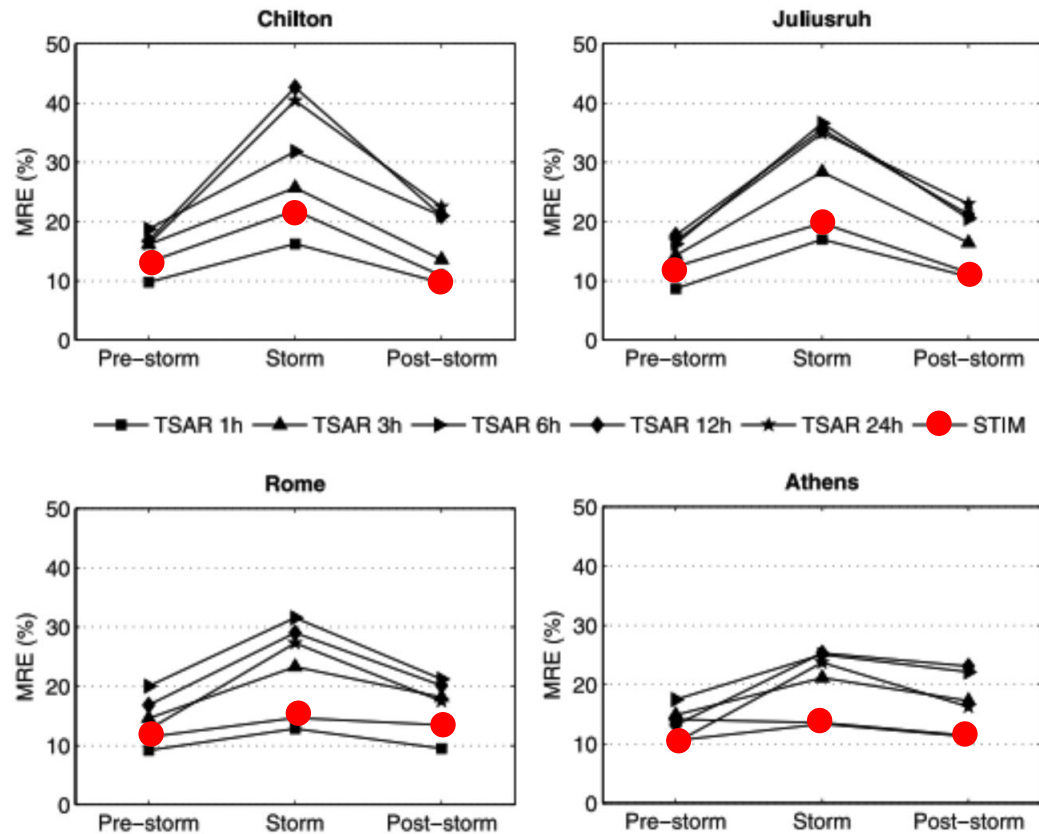 Chilton
Juliusruh
50
40
30
20
10
0
MRE (%)
Pre-storm Storm Post-storm
50
40
30
20
10
0
MRE (%)
Pre-storm Storm Post-storm
TSAR 1h TSAR 3h TSAR 6h TSAR 12h TSAR 24h STIM
Rome
Athens
50
40
30
20
10
0
MRE (%)
Pre-storm Storm Post-storm
50
40
30
20
10
0
MRE (%)
Pre-storm Storm Post-storm